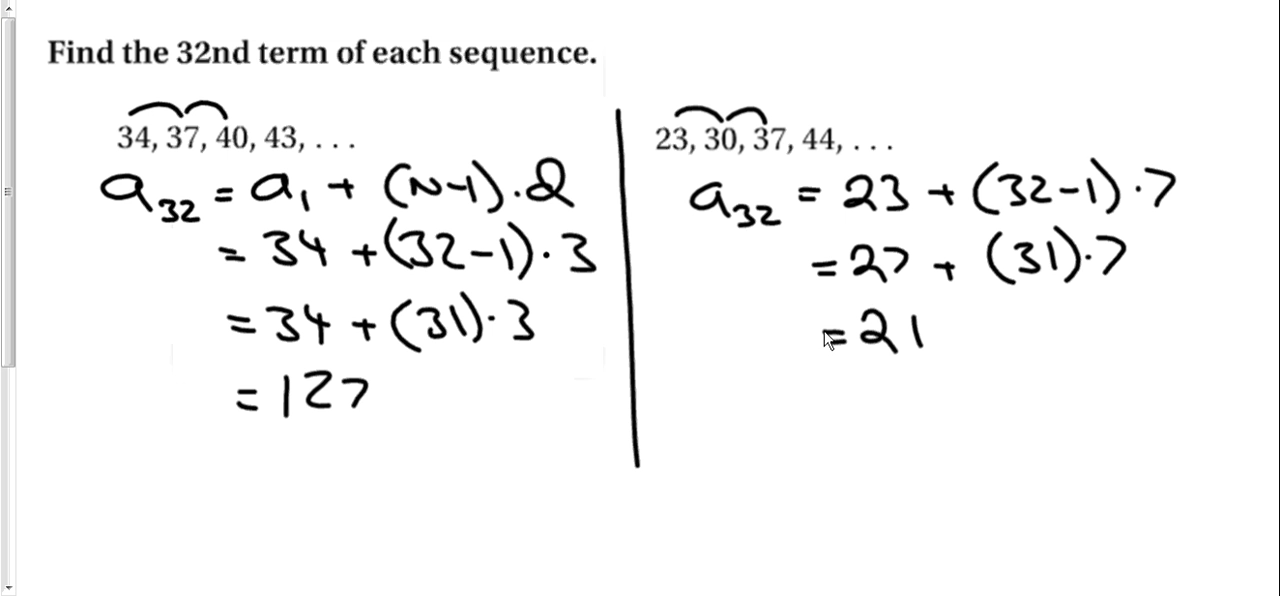 Find the 32nd term of each sequence.
34, 37, 40, 43, . . .
a₃₂ = a₁ + (N-1).d
= 34 + (32-1) · 3
= 34 + (31) · 3
= 127
23, 30, 37, 44, . . .
a₃₂ = 23 + (32-1) · 7
= 27 + (31) · 7
= 21